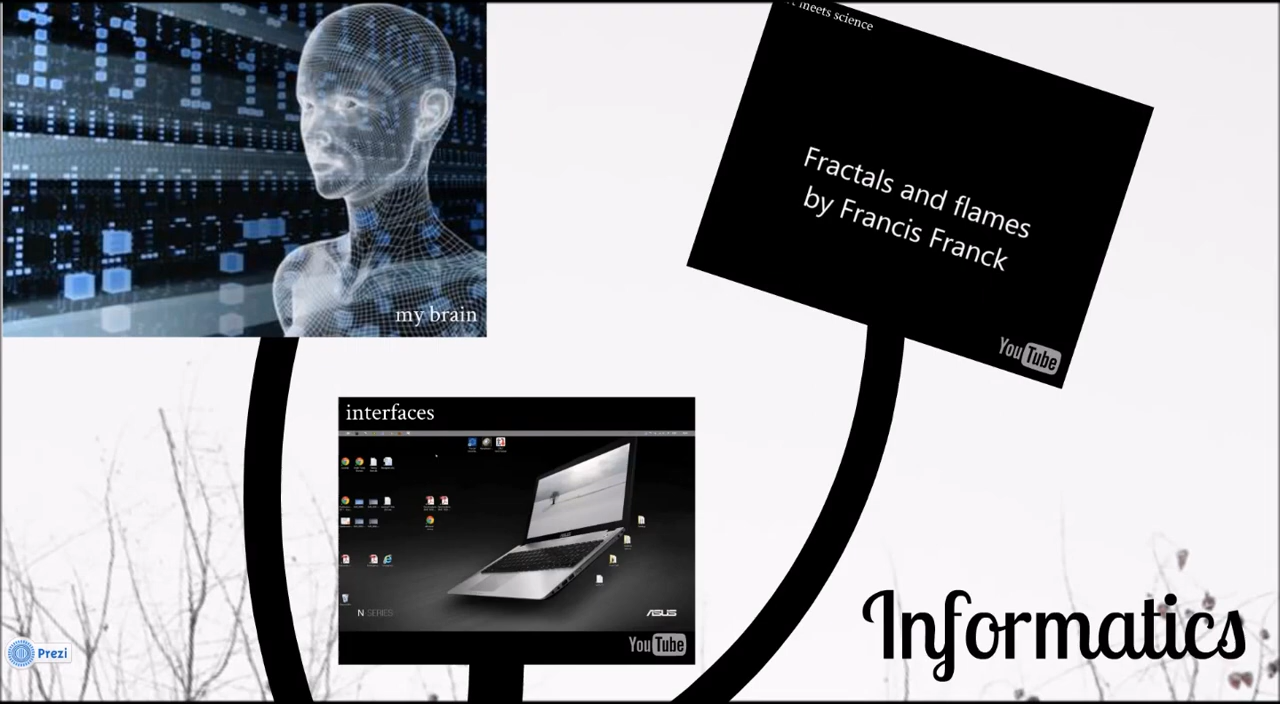 meets science
Fractals and flames
by Francis Franck
YouTube
my brain
interfaces
N SERIES
ASUS
YouTube
Informatics
Prezi